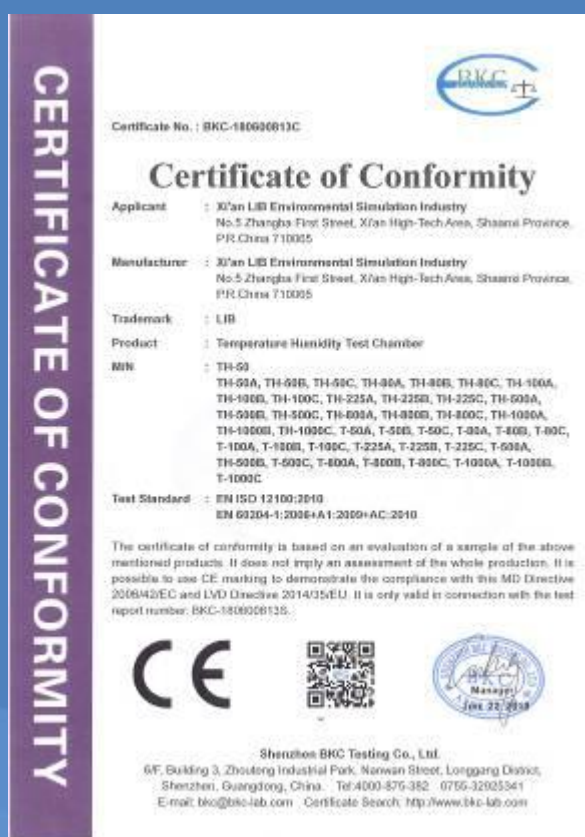 CERTIFICATE OF CONFORMITY
BKC
Certificate No. : BKC-180600813C
Certificate of Conformity
Applicant : Xi'an LIB Environmental Simulation Industry
No.5 Zhangba First Street, Xi'an High-Tech Area, Shaanxi Province,
P.R.China 710065
Manufacturer : Xi'an LIB Environmental Simulation Industry
No.5 Zhangba First Street, Xi'an High-Tech Area, Shaanxi Province,
P.R.China 710065
Trademark : LIB
Product : Temperature Humidity Test Chamber
M/N : TH-50
TH-50A, TH-50B, TH-50C, TH-80A, TH-80B, TH-80C, TH-100A,
TH-100B, TH-100C, TH-225A, TH-225B, TH-225C, TH-500A,
TH-500B, TH-500C, TH-800A, TH-800B, TH-800C, TH-1000A,
TH-1000B, TH-1000C, T-50A, T-50B, T-50C, T-80A, T-80B, T-80C,
T-100A, T-100B, T-100C, T-225A, T-225B, T-225C, T-500A,
TH-500B, T-500C, T-800A, T-800B, T-800C, T-1000A, T-1000B,
T-1000C
Test Standard : EN ISO 12100:2010
EN 60204-1:2006+A1:2009+AC:2010
The certificate of conformity is based on an evaluation of a sample of the above
mentioned products. It does not imply an assessment of the whole production. It is
possible to use CE marking to demonstrate the compliance with this MD Directive
2006/42/EC and LVD Directive 2014/35/EU. It is only valid in connection with the test
report number: BKC-180600813S.
CE
BKC
Manager
22, 2018
Shenzhen BKC Testing Co., Ltd.
6/F, Building 3, Zhoutong Industrial Park, Nanwan Street, Longgang District,
Shenzhen, Guangdong, China. Tel:4000-875-382 0755-32925341
E-mail: bkc@bkc-lab.com Certificate Search: http://www.bkc-lab.com